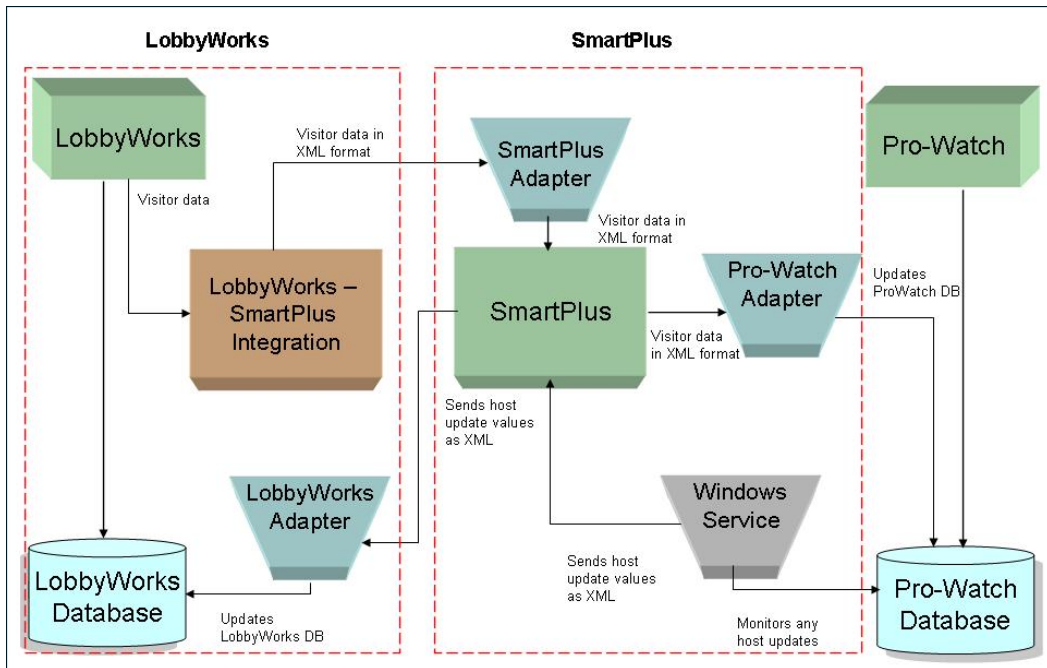 LobbyWorks
SmartPlus
LobbyWorks
Visitor data in
XML format
SmartPlus
Adapter
Pro-Watch
Visitor data
Visitor data in
XML format
LobbyWorks –
SmartPlus
Integration
SmartPlus
Pro-Watch
Adapter
Updates
ProWatch DB
Visitor data
in XML format
Sends host
update values
as XML
LobbyWorks
Adapter
Windows
Service
LobbyWorks
Database
Sends host
update values
as XML
Pro-Watch
Database
Updates
LobbyWorks DB
Monitors any
host updates